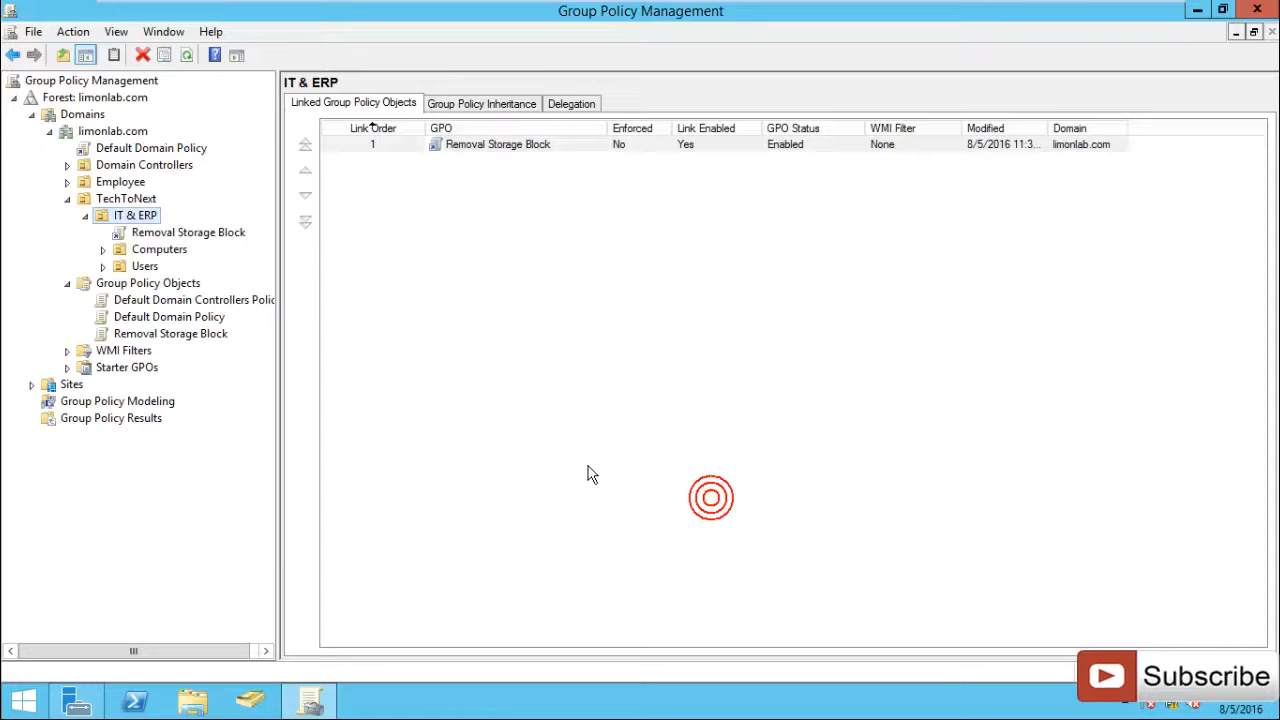 Group Policy Management
File Action View Window Help
Group Policy Management
Forest: limonlab.com
Domains
limonlab.com
Default Domain Policy
Domain Controllers
Employee
TechToNext
IT & ERP
Removal Storage Block
Computers
Users
Group Policy Objects
Default Domain Controllers Polic
Default Domain Policy
Removal Storage Block
WMI Filters
Starter GPOs
Sites
Group Policy Modeling
Group Policy Results
IT & ERP
Linked Group Policy Objects Group Policy Inheritance Delegation
Link Order GPO Enforced Link Enabled GPO Status WMI Filter Modified Domain
1 Removal Storage Block No Yes Enabled None 8/5/2016 11:3... limonlab.com
Subscribe
8/5/2016